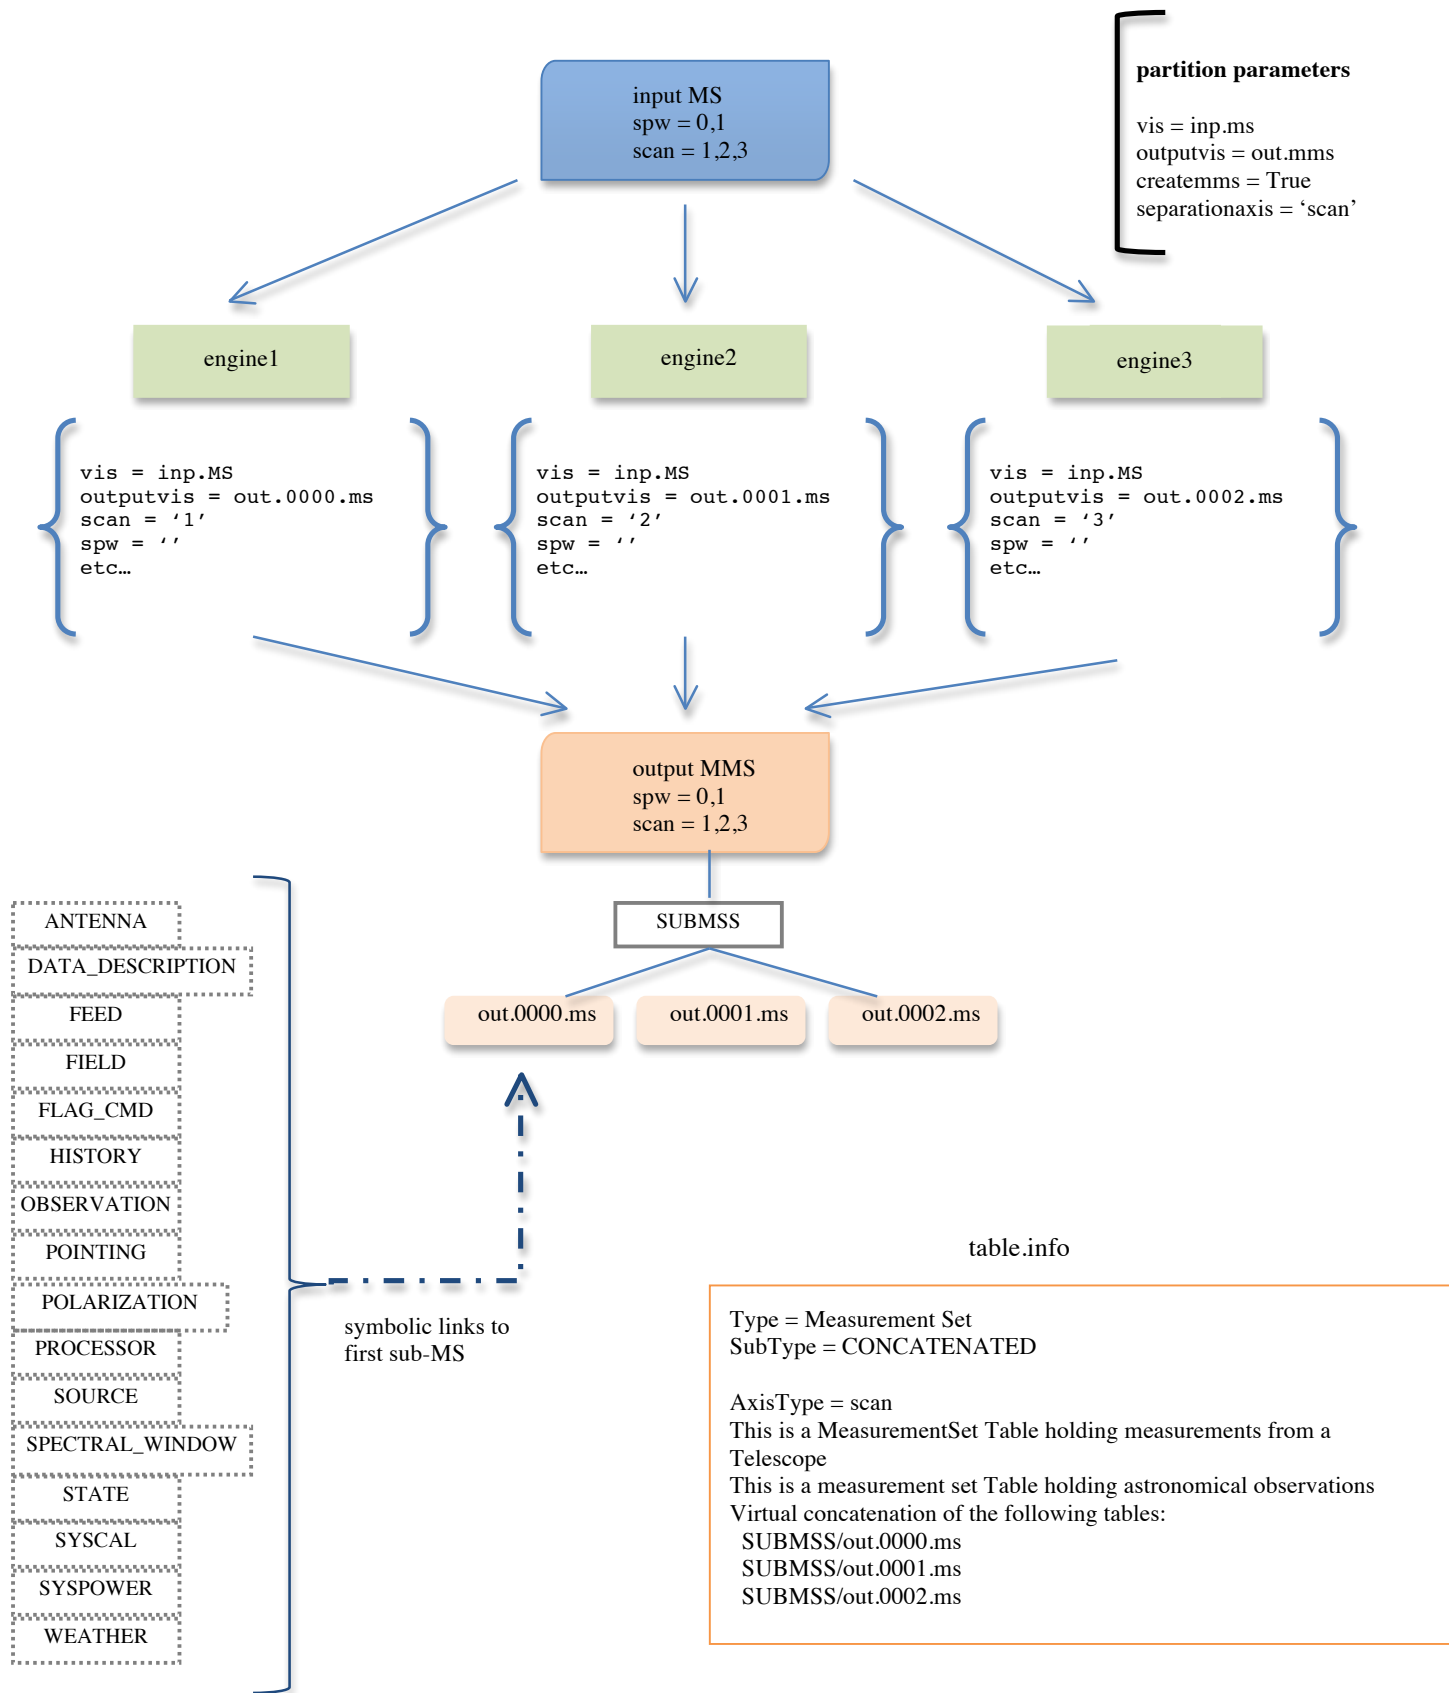 input MS
spw = 0,1
scan = 1,2,3
partition parameters
vis = inp.ms
outputvis = out.mms
createmms = True
separationaxis = ‘scan’
engine1
engine2
engine3
vis = inp.MS
outputvis = out.0000.ms
scan = ‘1’
spw = ‘’
etc…
vis = inp.MS
outputvis = out.0001.ms
scan = ‘2’
spw = ‘’
etc…
vis = inp.MS
outputvis = out.0002.ms
scan = ‘3’
spw = ‘’
etc…
output MMS
spw = 0,1
scan = 1,2,3
SUBMSS
out.0000.ms
out.0001.ms
out.0002.ms
ANTENNA
DATA_DESCRIPTION
FEED
FIELD
FLAG_CMD
HISTORY
OBSERVATION
POINTING
POLARIZATION
PROCESSOR
SOURCE
SPECTRAL_WINDOW
STATE
SYSCAL
SYSPOWER
WEATHER
symbolic links to
first sub-MS
table.info
Type = Measurement Set
SubType = CONCATENATED
AxisType = scan
This is a MeasurementSet Table holding measurements from a
Telescope
This is a measurement set Table holding astronomical observations
Virtual concatenation of the following tables:
SUBMSS/out.0000.ms
SUBMSS/out.0001.ms
SUBMSS/out.0002.ms